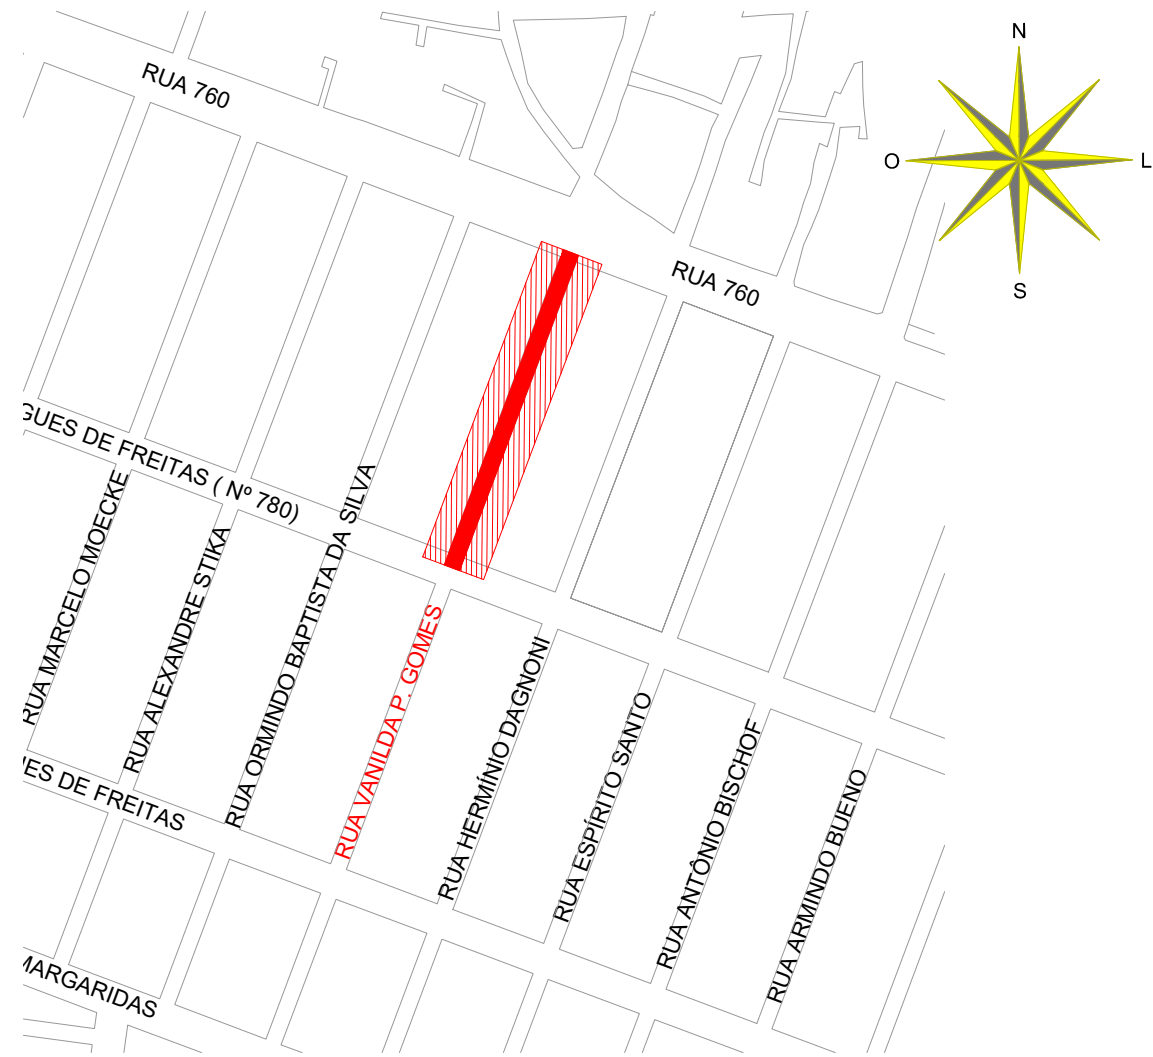 N
RUA 760
O
L
RUA 760
S
GUES DE FREITAS ( Nº 780)
RUA MARCELO MOECKE
RUA ALEXANDRE STIKA
RUA ORMINDO BAPTISTA DA SILVA
RUA VANILDA P. GOMES
RUA HERMÍNIO DAGNONI
RUA ESPÍRITO SANTO
RUA ANTÔNIO BISCHOF
RUA ARMINDO BUENO
ES DE FREITAS
MARGARIDAS